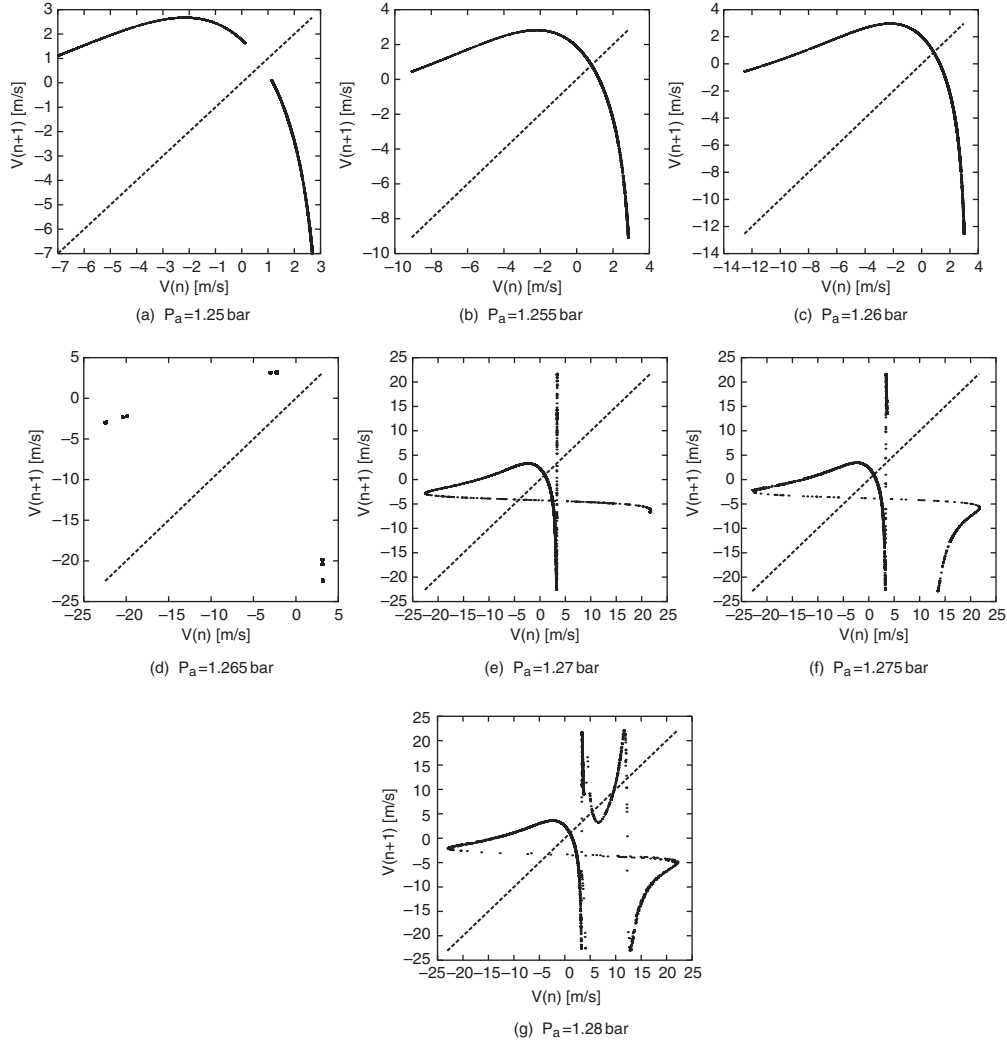 3
2
1
0
−1
−2
−3
−4
−5
−6
−7
−7 −6 −5 −4 −3 −2 −1 0 1 2 3
V(n+1) [m/s]
V(n) [m/s]
(a) Pa=1.25 bar
4
2
0
−2
−4
−6
−8
−10
−10 −8 −6 −4 −2 0 2 4
V(n+1) [m/s]
V(n) [m/s]
(b) Pa=1.255 bar
4
2
0
−2
−4
−6
−8
−10
−12
−14
−14−12−10 −8 −6 −4 −2 0 2 4
V(n+1) [m/s]
V(n) [m/s]
(c) Pa=1.26 bar
5
0
−5
−10
−15
−20
−25
−25 −20 −15 −10 −5 0 5
V(n+1) [m/s]
V(n) [m/s]
(d) Pa=1.265 bar
25
20
15
10
5
0
−5
−10
−15
−20
−25
−25−20−15−10 −5 0 5 10 15 20 25
V(n+1) [m/s]
V(n) [m/s]
(e) Pa=1.27 bar
25
20
15
10
5
0
−5
−10
−15
−20
−25
−25−20−15−10 −5 0 5 10 15 20 25
V(n+1) [m/s]
V(n) [m/s]
(f) Pa=1.275 bar
25
20
15
10
5
0
−5
−10
−15
−20
−25
−25−20−15−10 −5 0 5 10 15 20 25
V(n+1) [m/s]
V(n) [m/s]
(g) Pa=1.28 bar